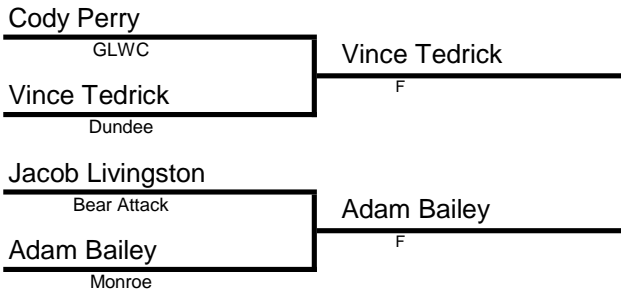 Cody Perry
GLWC
Vince Tedrick
F
Vince Tedrick
Dundee
Jacob Livingston
Bear Attack
Adam Bailey
F
Adam Bailey
Monroe